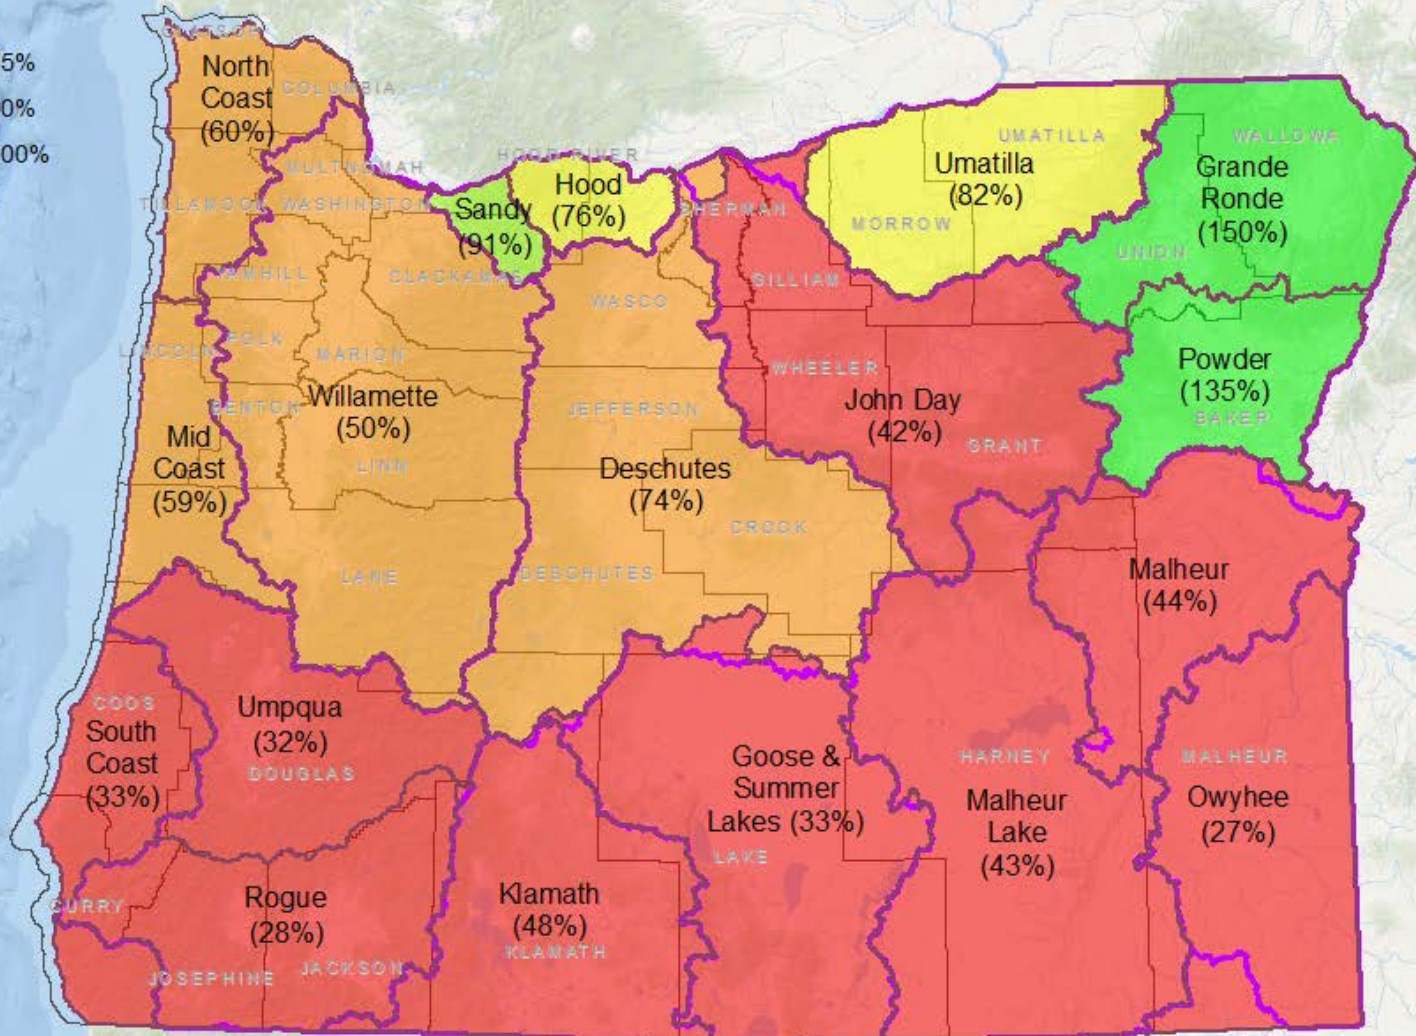 5%
0%
00%
CLATSOP
North
Coast
(60%)
COLUMBIA
TILLAMOOK
WASHINGTON
MULTNOMAH
HOOD RIVER
Sandy
(91%)
Hood
(76%)
SHERMAN
GILLIAM
MORROW
UMATILLA
Umatilla
(82%)
WALLOWA
Grande
Ronde
(150%)
UNION
YAMHILL
CLACKAMAS
WASCO
LINCOLN
POLK
MARION
WHEELER
Powder
(135%)
BAKER
BENTON
Willamette
(50%)
JEFFERSON
John Day
(42%)
GRANT
Mid
Coast
(59%)
LINN
Deschutes
(74%)
CROOK
LANE
DESCHUTES
Malheur
(44%)
COOS
South
Coast
(33%)
Umpqua
(32%)
DOUGLAS
Goose &
Summer
Lakes (33%)
LAKE
HARNEY
Malheur
Lake
(43%)
MALHEUR
Owyhee
(27%)
CURRY
Rogue
(28%)
JOSEPHINE
JACKSON
Klamath
(48%)
KLAMATH